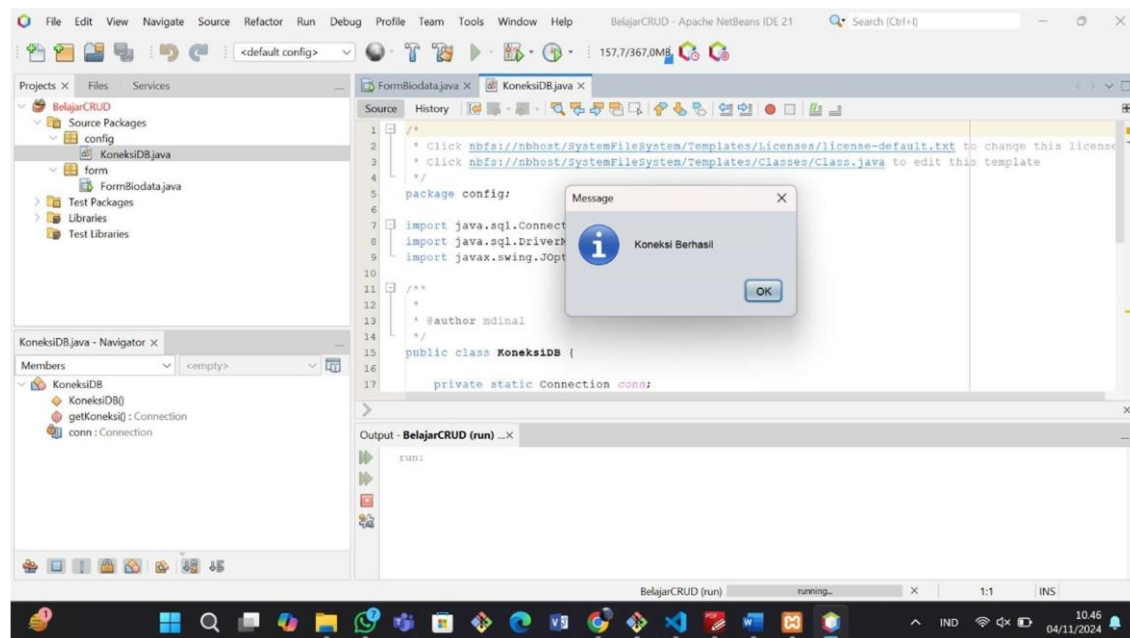 File Edit View Navigate Source Refactor Run Debug Profile Team Tools Window Help BelajarCRUD - Apache NetBeans IDE 21 Search (Ctrl+I)
<default config> 157,7/367,0MB
Projects Files Services
BelajarCRUD
Source Packages
config
KoneksiDB.java
form
FormBiodata.java
Test Packages
Libraries
Test Libraries
KoneksiDB.java - Navigator
Members <empty>
KoneksiDB
KoneksiDB()
getKoneksi() : Connection
conn : Connection
FormBiodata.java KoneksiDB.java
Source History
1 /*
2 * Click nbfs://nbhost/SystemFileSystem/Templates/Licenses/license-default.txt to change this license
3 * Click nbfs://nbhost/SystemFileSystem/Templates/Classes/Class.java to edit this template
4 */
5 package config;
6
7 import java.sql.Connect
8 import java.sql.DriverM
9 import javax.swing.JOpt
10
11 /**
12 *
13 * @author mdinal
14 */
15 public class KoneksiDB {
16
17 private static Connection conn;
Message
Koneksi Berhasil
OK
Output - BelajarCRUD (run) ...
run:
BelajarCRUD (run) running... 1:1 INS
1
IND 10.46
04/11/2024